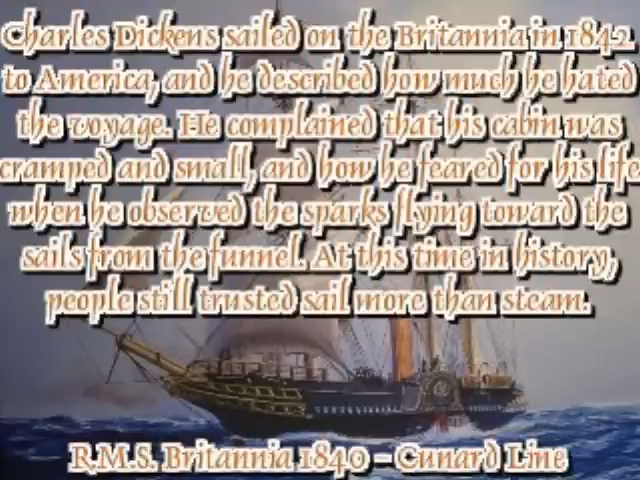 Charles Dickens sailed on the Britannia in 1842
to America, and he described how much he hated
the voyage. He complained that his cabin was
cramped and small, and how he feared for his life
when he observed the sparks flying toward the
sails from the funnel. At this time in history,
people still trusted sail more than steam.
R.M.S. Britannia 1840 - Cunard Line